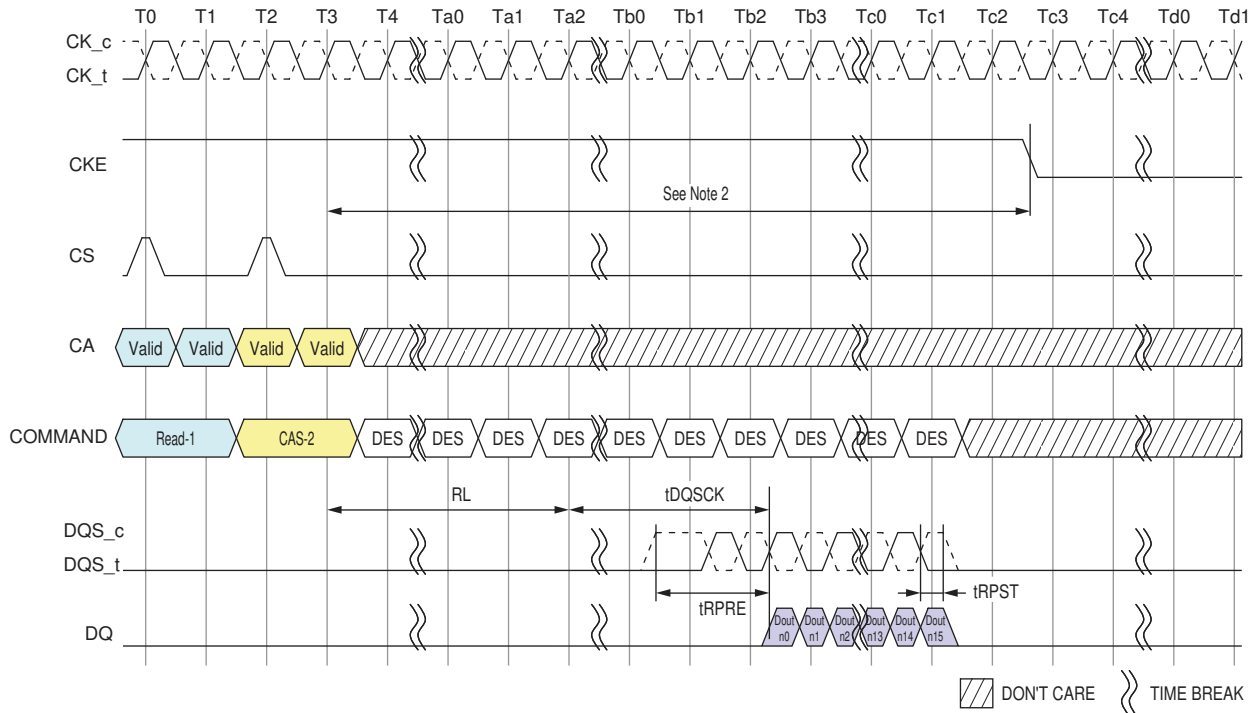 T0 T1 T2 T3 T4 Ta0 Ta1 Ta2 Tb0 Tb1 Tb2 Tb3 Tc0 Tc1 Tc2 Tc3 Tc4 Td0 Td1
CK_c
CK_t
CKE
See Note 2
CS
CA Valid Valid Valid Valid
COMMAND Read-1 CAS-2 DES DES DES DES DES DES DES DES DES DES
RL tDQSCK
DQS_c
DQS_t
tRPRE tRPST
DQ Dout n0 Dout n1 Dout n2 Dout n13 Dout n14 Dout n15
DON'T CARE TIME BREAK